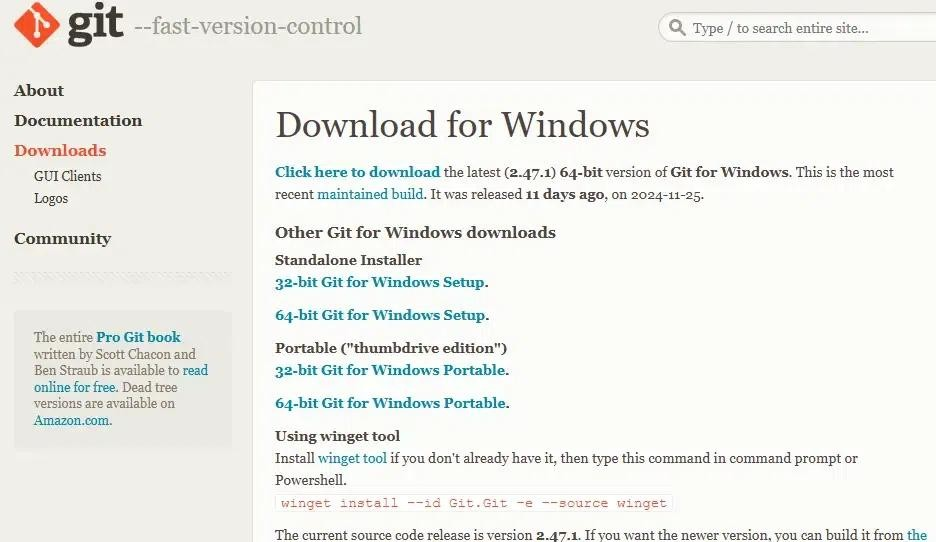 git --fast-version-control
Type / to search entire site...
About
Documentation
Downloads
GUI Clients
Logos
Community
The entire Pro Git book
written by Scott Chacon and
Ben Straub is available to read
online for free. Dead tree
versions are available on
Amazon.com.
Download for Windows
Click here to download the latest (2.47.1) 64-bit version of Git for Windows. This is the most
recent maintained build. It was released 11 days ago, on 2024-11-25.
Other Git for Windows downloads
Standalone Installer
32-bit Git for Windows Setup.
64-bit Git for Windows Setup.
Portable ("thumbdrive edition")
32-bit Git for Windows Portable.
64-bit Git for Windows Portable.
Using winget tool
Install winget tool if you don't already have it, then type this command in command prompt or
Powershell.
winget install --id Git.Git -e --source winget
The current source code release is version 2.47.1. If you want the newer version, you can build it from the